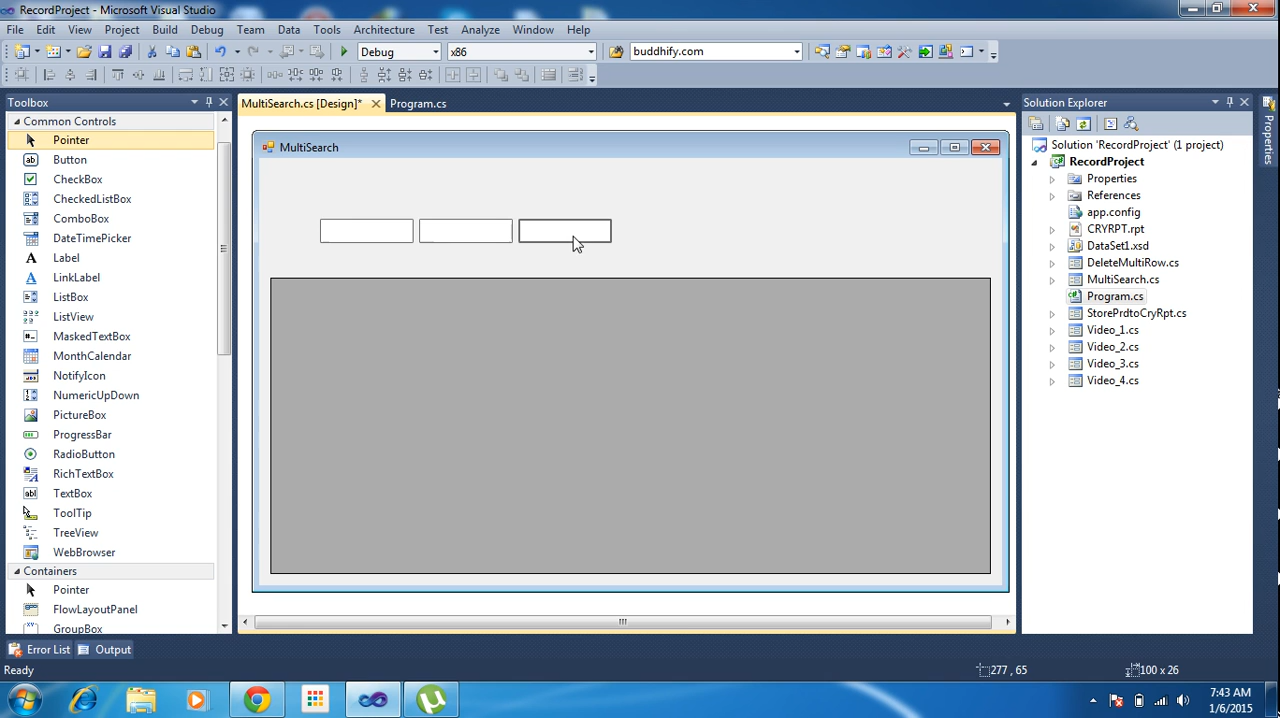 RecordProject - Microsoft Visual Studio
File Edit View Project Build Debug Team Data Tools Architecture Test Analyze Window Help
Debug x86 buddhify.com
Toolbox
Common Controls
Pointer
Button
CheckBox
CheckedListBox
ComboBox
DateTimePicker
Label
LinkLabel
ListBox
ListView
MaskedTextBox
MonthCalendar
NotifyIcon
NumericUpDown
PictureBox
ProgressBar
RadioButton
RichTextBox
TextBox
ToolTip
TreeView
WebBrowser
Containers
Pointer
FlowLayoutPanel
GroupBox
MultiSearch.cs [Design]* Program.cs
MultiSearch
Solution Explorer
Solution 'RecordProject' (1 project)
RecordProject
Properties
References
app.config
CRYRPT.rpt
DataSet1.xsd
DeleteMultiRow.cs
MultiSearch.cs
Program.cs
StorePrdtoCryRpt.cs
Video_1.cs
Video_2.cs
Video_3.cs
Video_4.cs
Properties
Error List Output
Ready 277 , 65 100 x 26
7:43 AM
1/6/2015